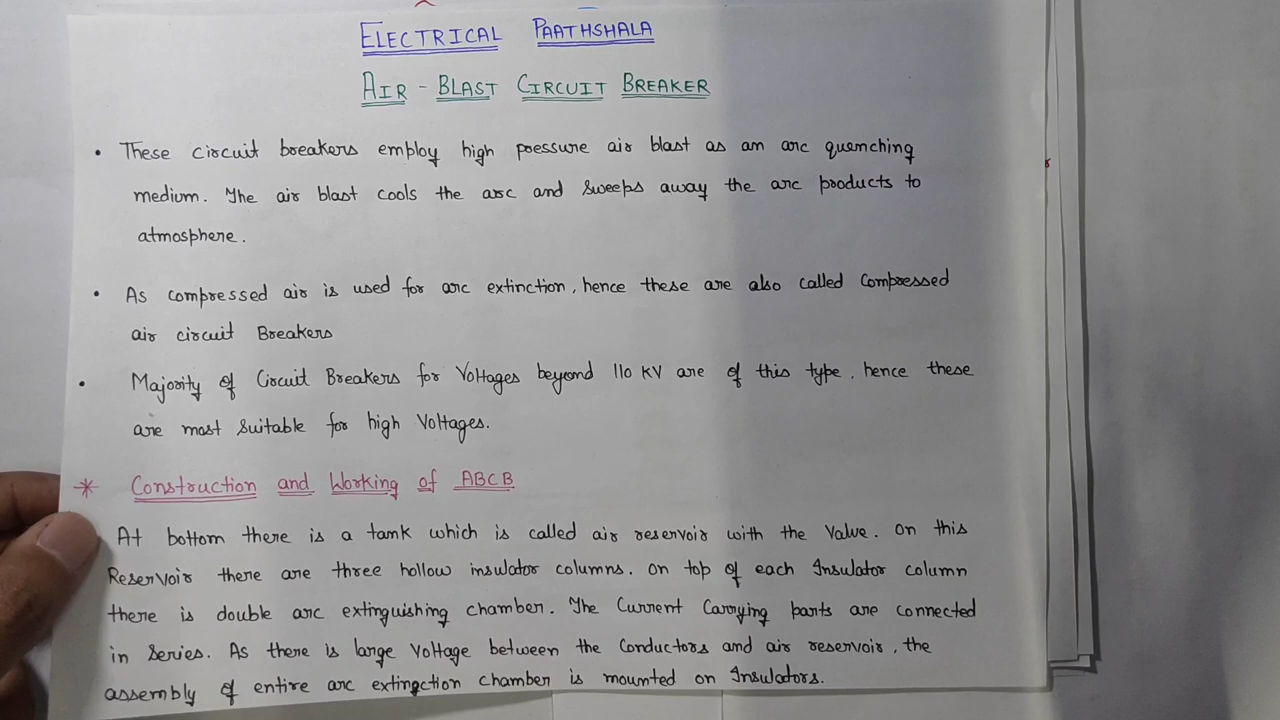 ELECTRICAL PAATHSHALA
AIR - BLAST CIRCUIT BREAKER
• These circuit breakers employ high pressure air blast as an arc quenching
medium. The air blast cools the arc and sweeps away the arc products to
atmosphere.
• As compressed air is used for arc extinction, hence these are also called Compressed
air circuit Breakers
• Majority of Circuit Breakers for Voltages beyond 110 KV are of this type. hence these
are most suitable for high Voltages.
* Construction and Working of ABCB
At bottom there is a tank which is called air reservoir with the Value. On this
Reservoir there are three hollow insulator columns. On top of each Insulator column
there is double arc extinguishing chamber. The Current Carrying parts are connected
in Series. As there is large Voltage between the Conductors and air reservoir, the
assembly of entire arc extinction chamber is mounted on Insulators.